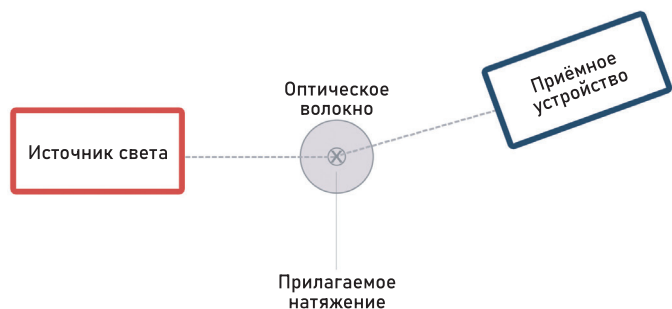 Оптическое
волокно
Приёмное
устройство
Источник света
Прилагаемое
натяжение